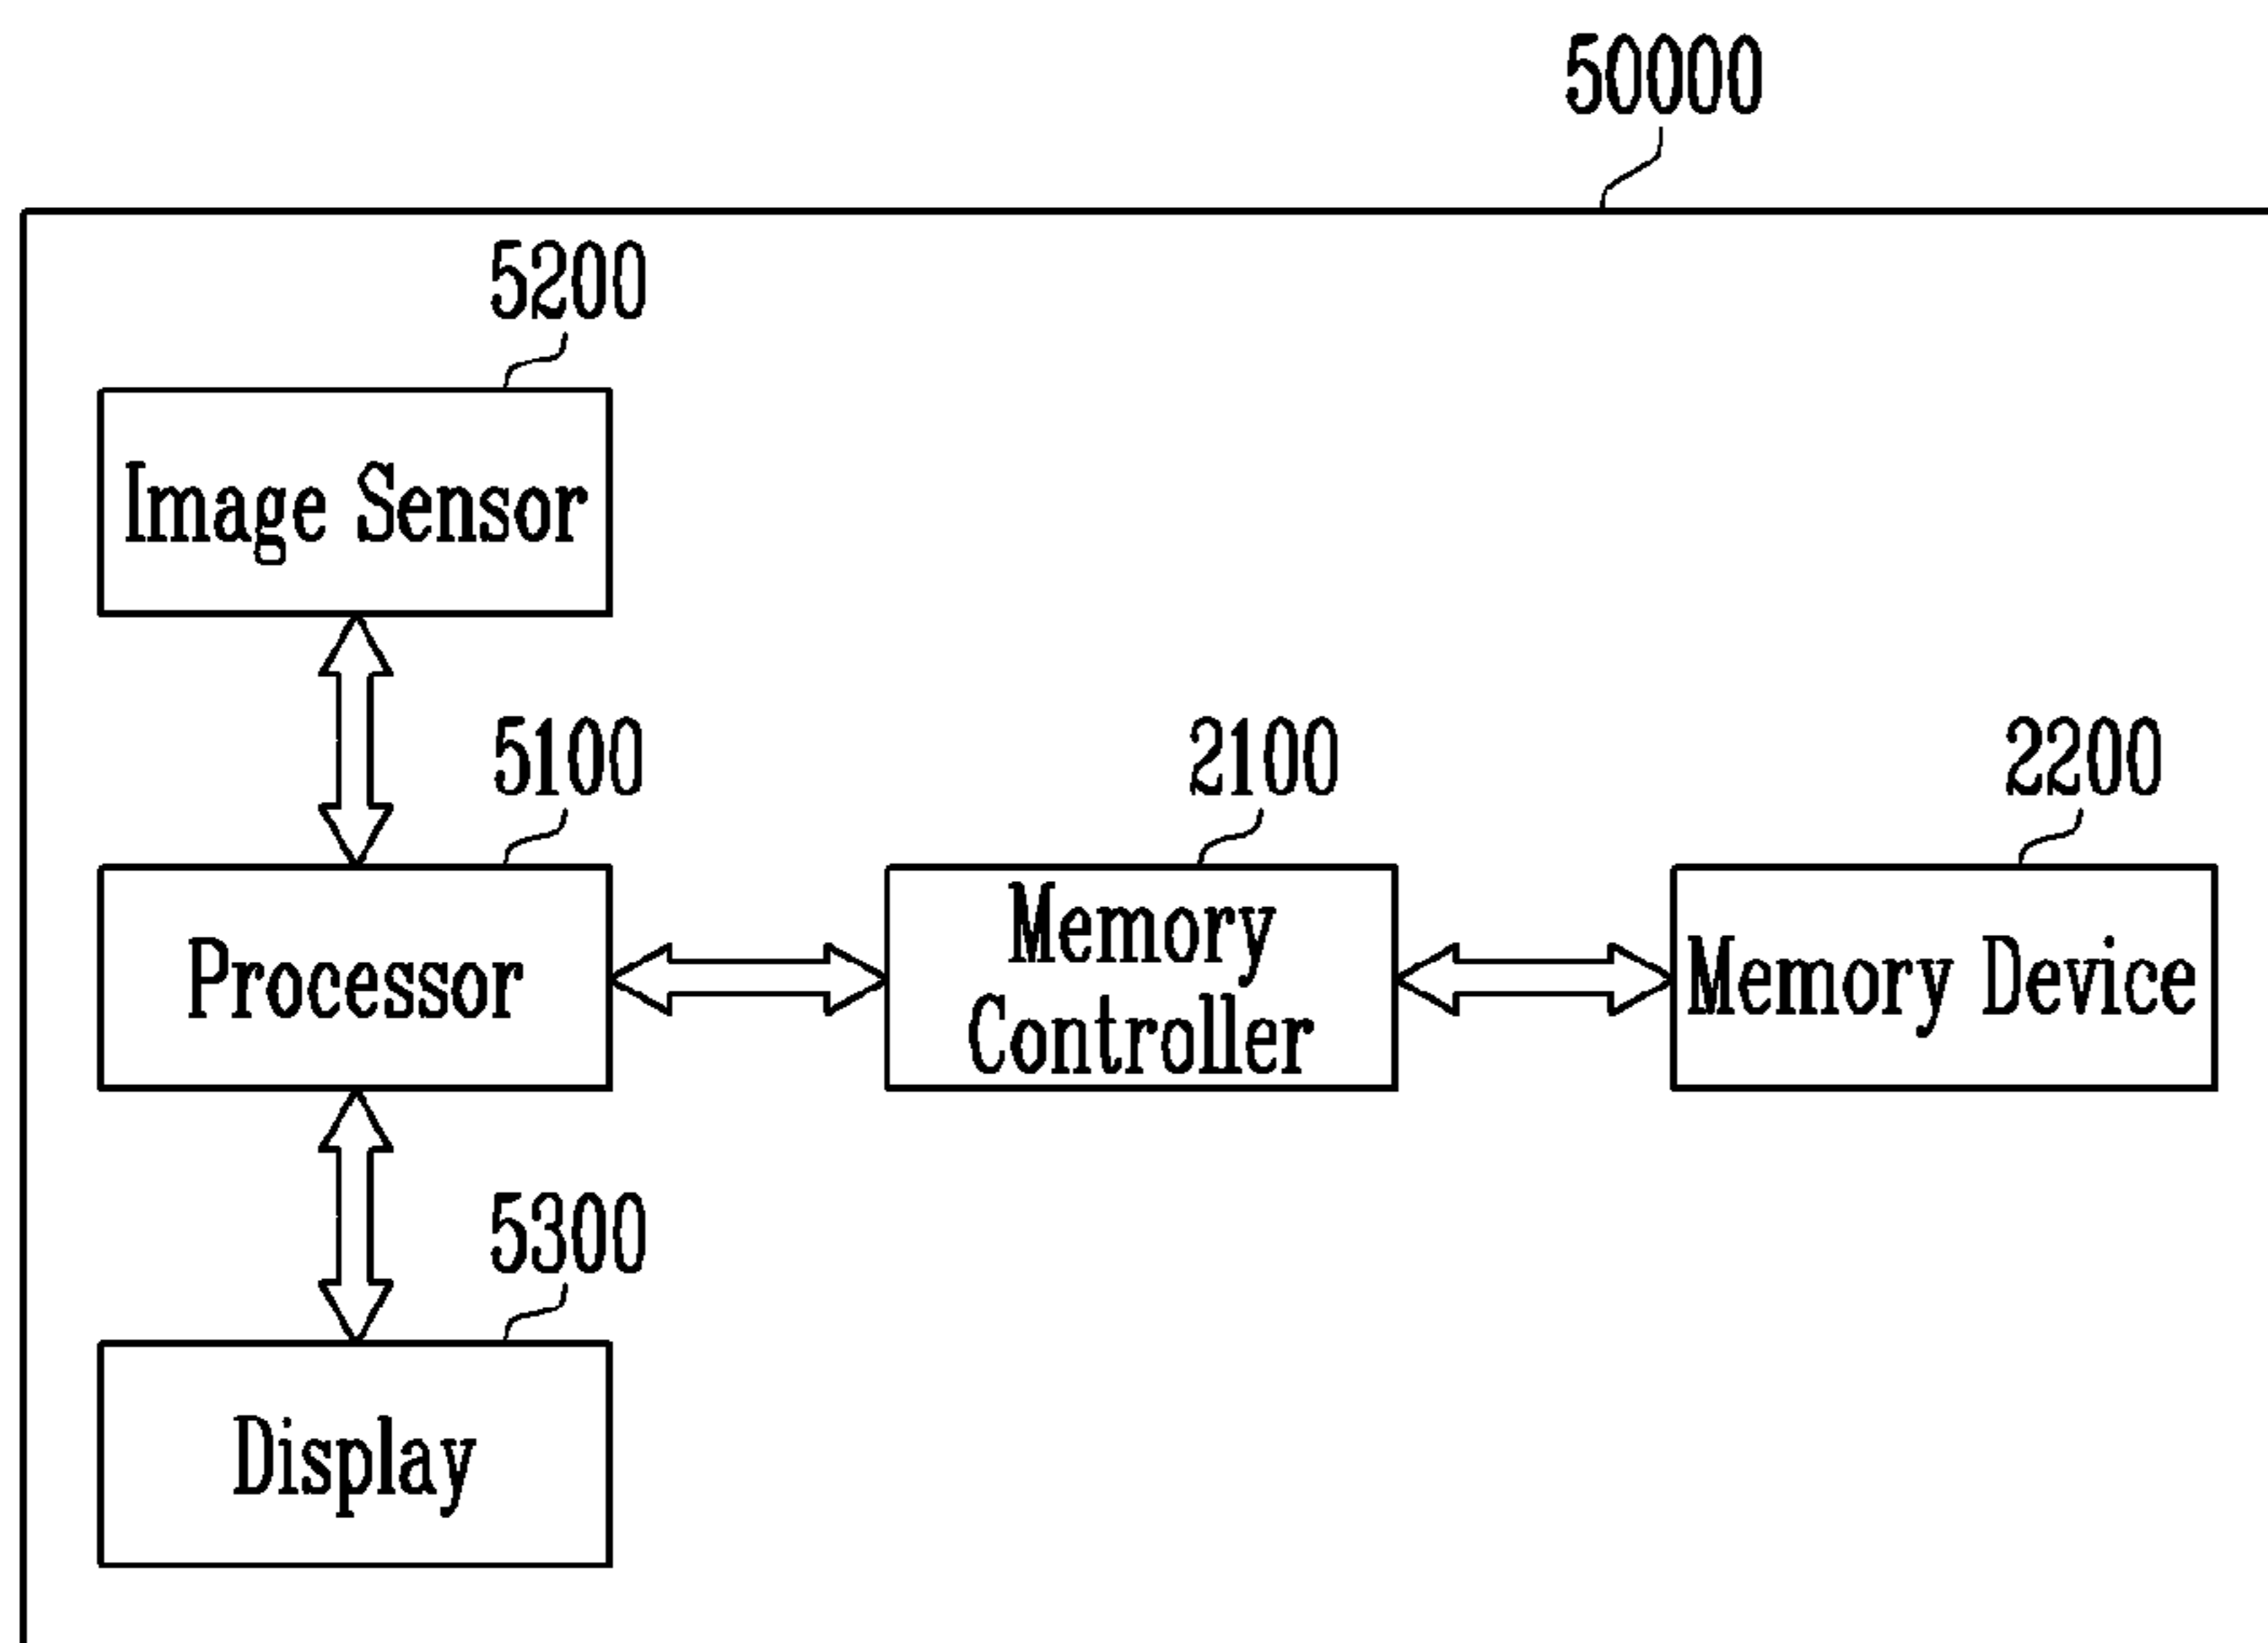 50000
5200
Image Sensor
5100
2100
2200
Processor
Memory
Controller
Memory Device
5300
Display